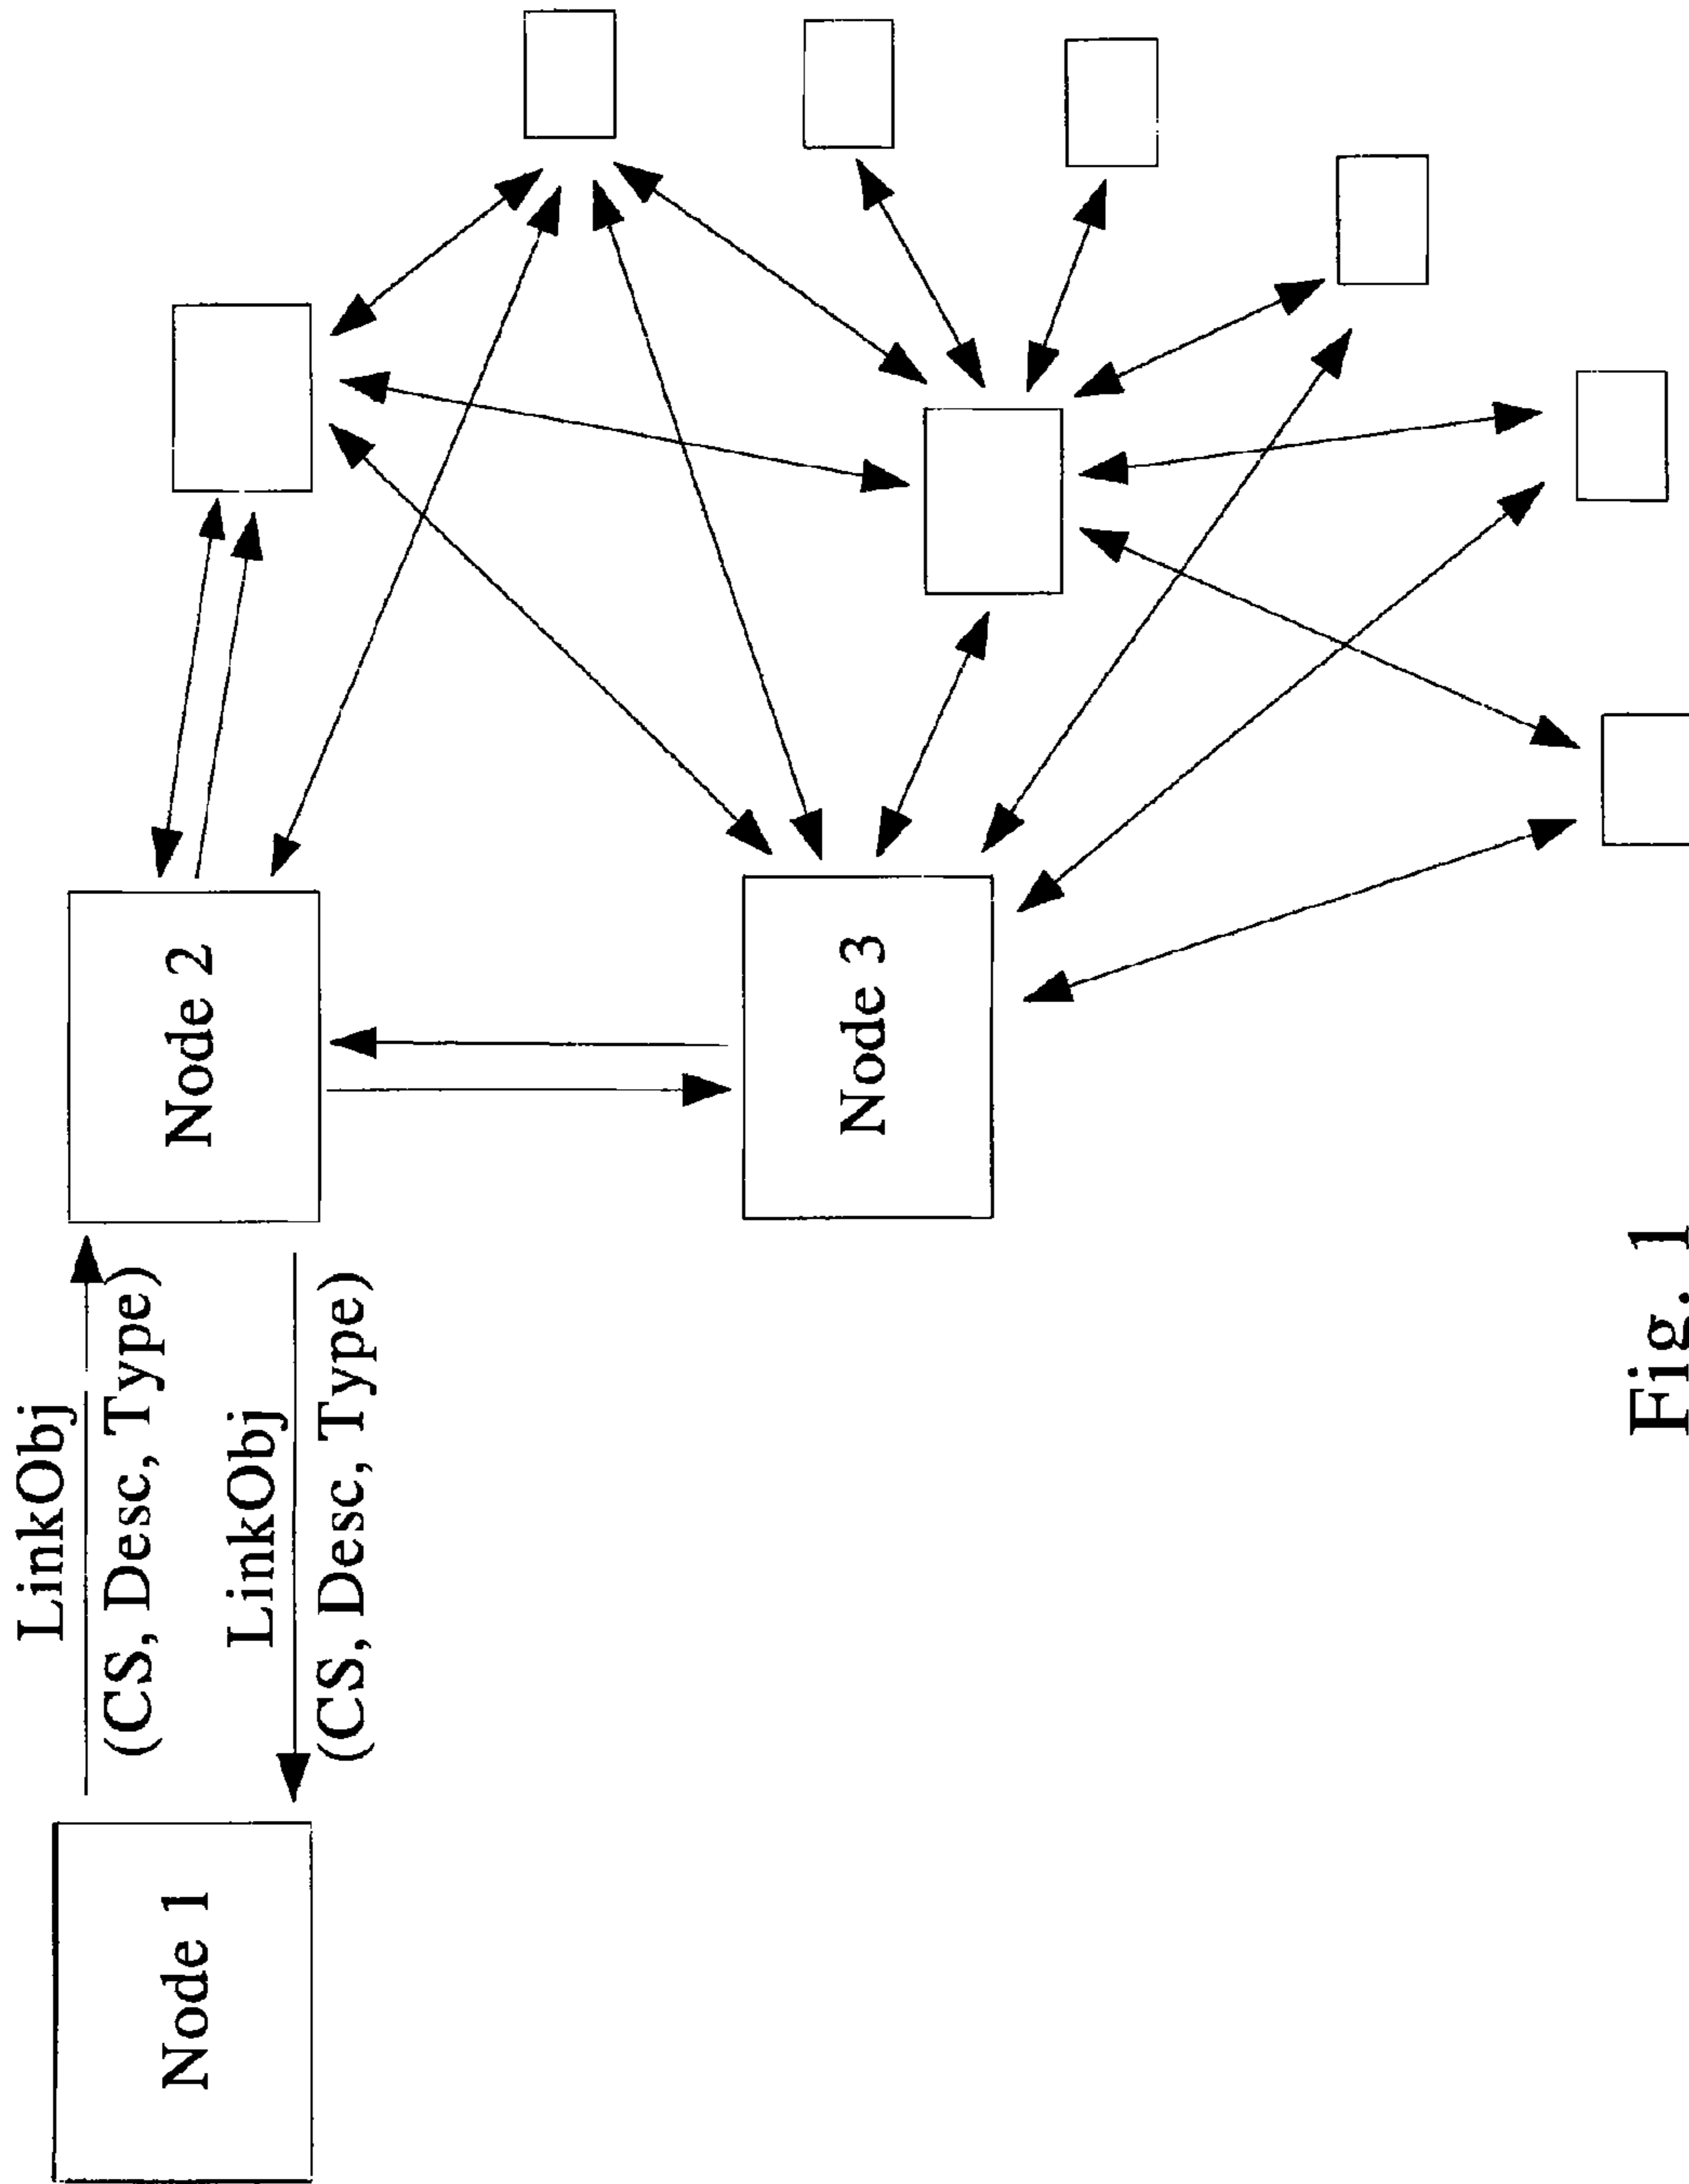 LinkObj
(CS, Desc, Type)
LinkObj
(CS, Desc, Type)
Node 1
Node 2
Node 3
Fig. 1